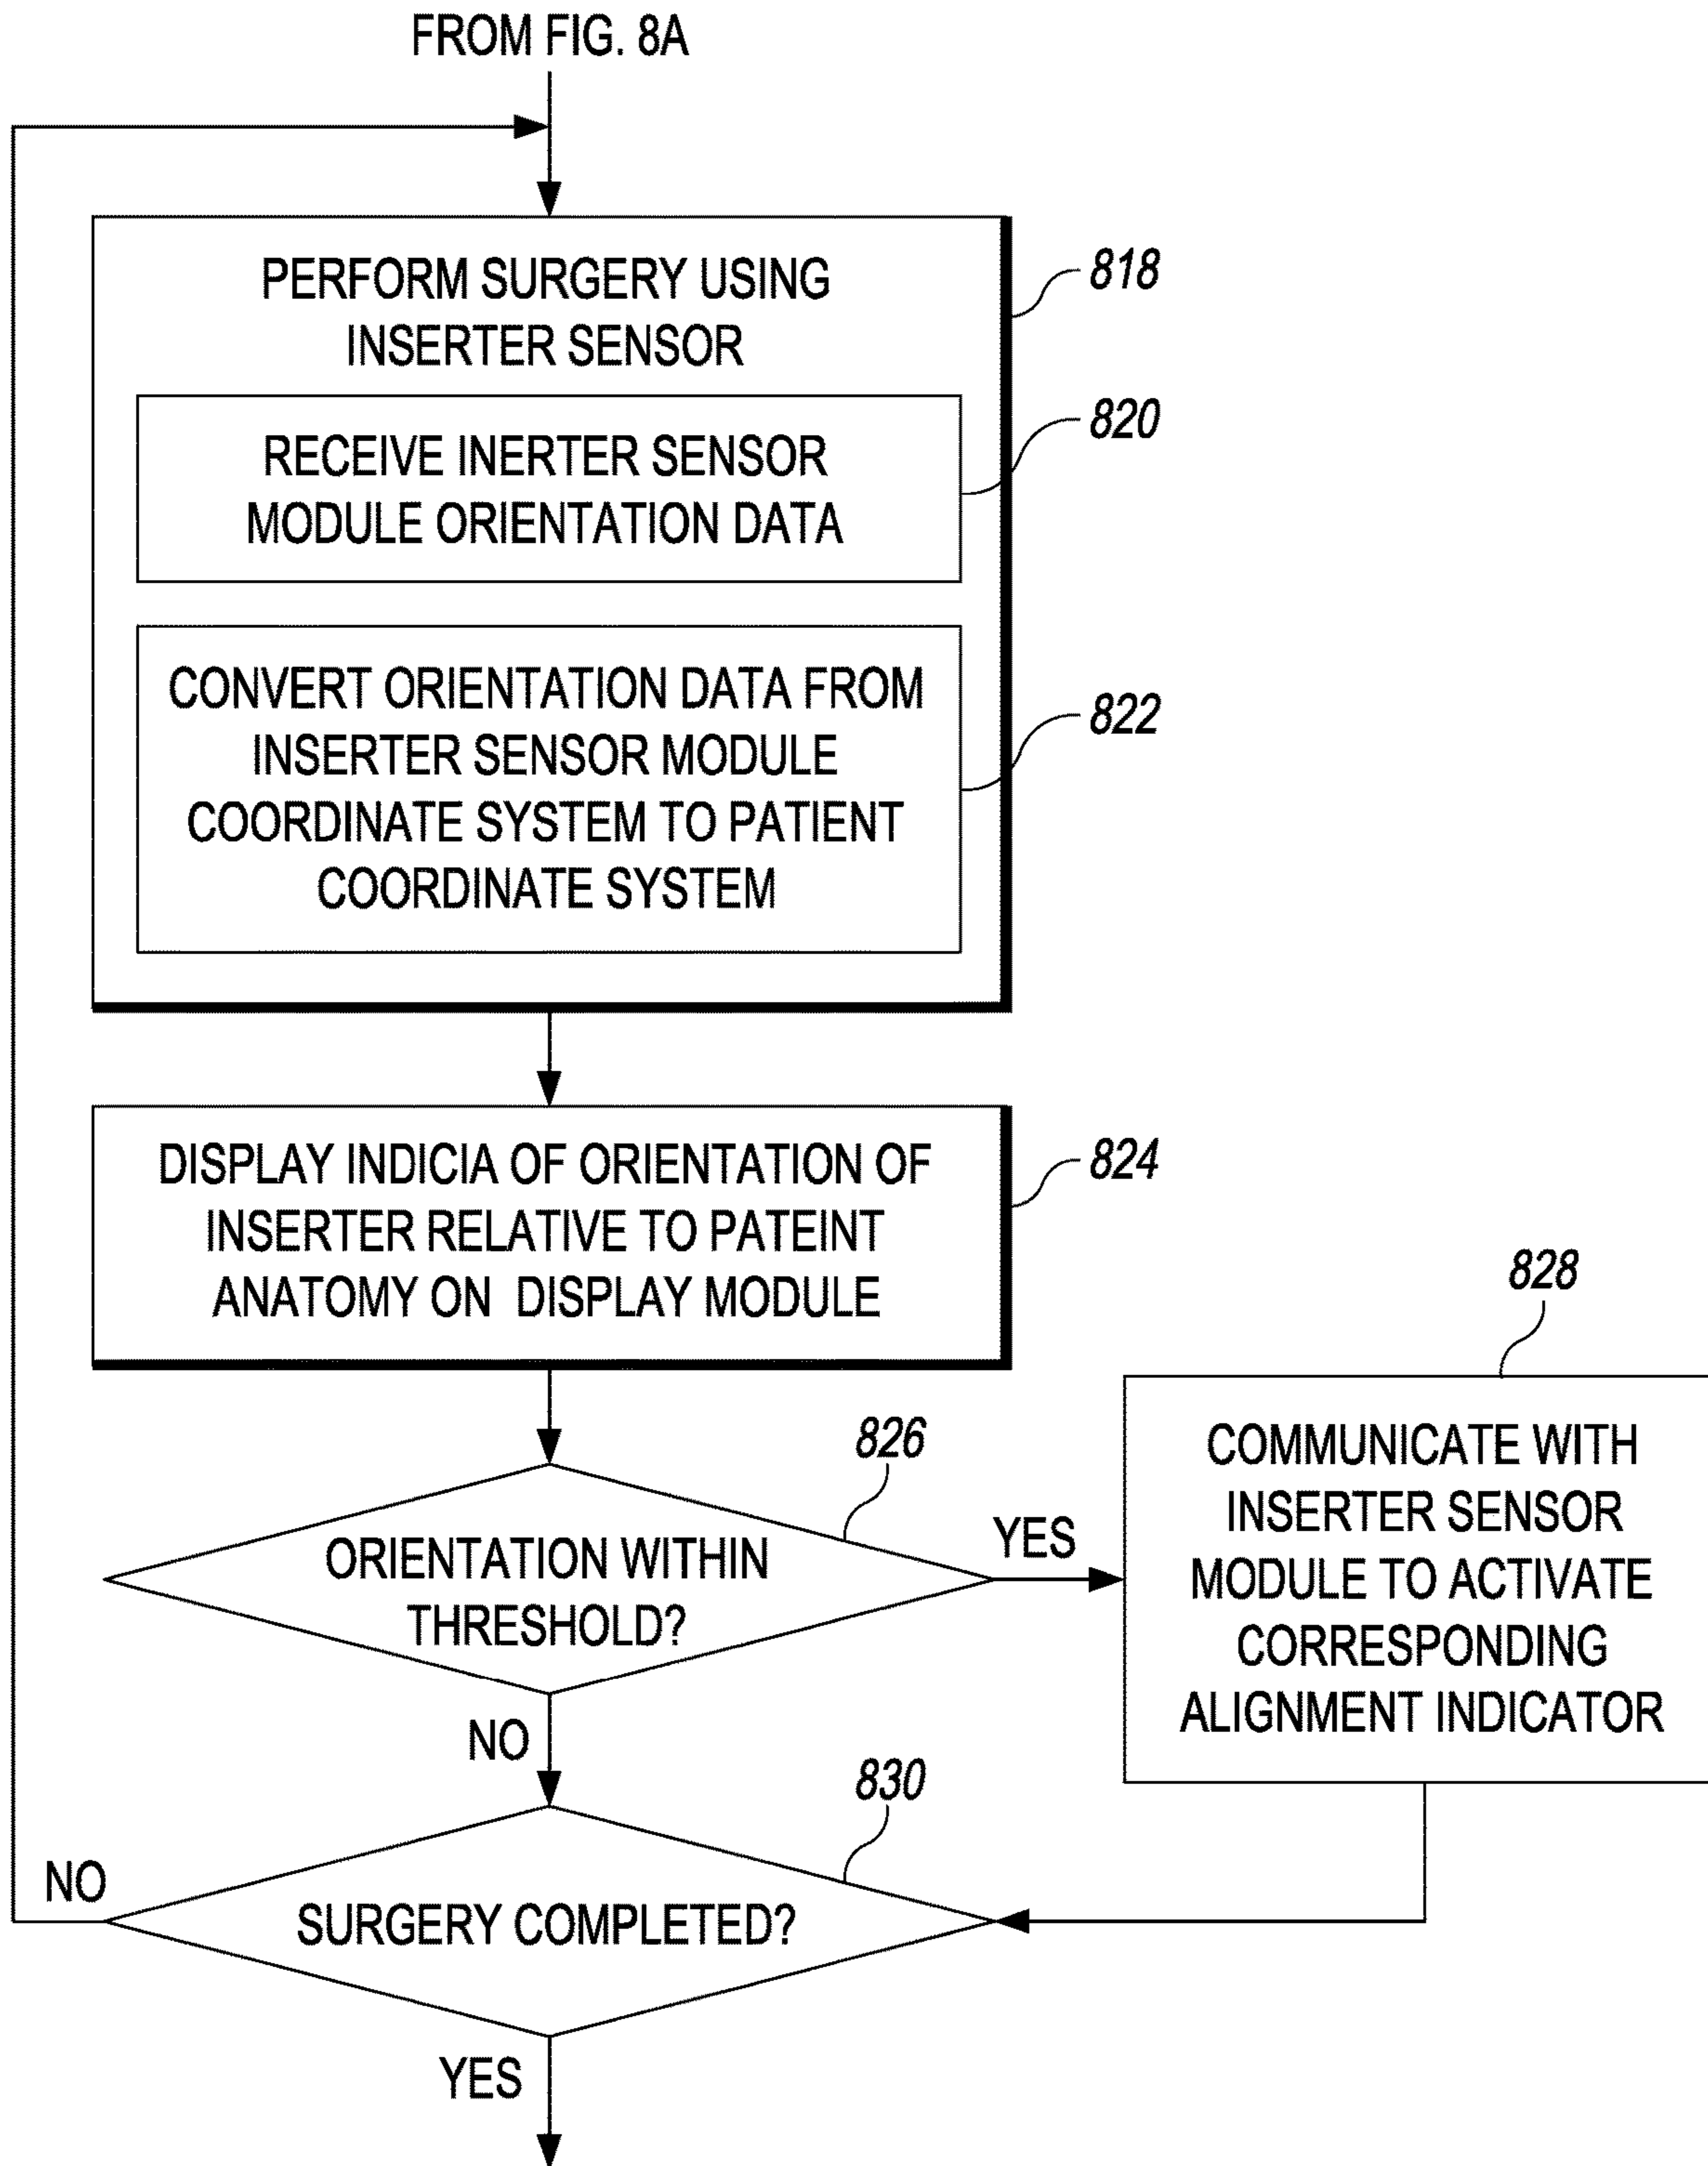 FROM FIG. 8A
PERFORM SURGERY USING
INSERTER SENSOR
818
RECEIVE INERTER SENSOR
MODULE ORIENTATION DATA
820
CONVERT ORIENTATION DATA FROM
INSERTER SENSOR MODULE
COORDINATE SYSTEM TO PATIENT
COORDINATE SYSTEM
822
DISPLAY INDICIA OF ORIENTATION OF
INSERTER RELATIVE TO PATEINT
ANATOMY ON DISPLAY MODULE
824
826
ORIENTATION WITHIN
THRESHOLD?
YES
828
COMMUNICATE WITH
INSERTER SENSOR
MODULE TO ACTIVATE
CORRESPONDING
ALIGNMENT INDICATOR
NO
830
SURGERY COMPLETED?
NO
YES